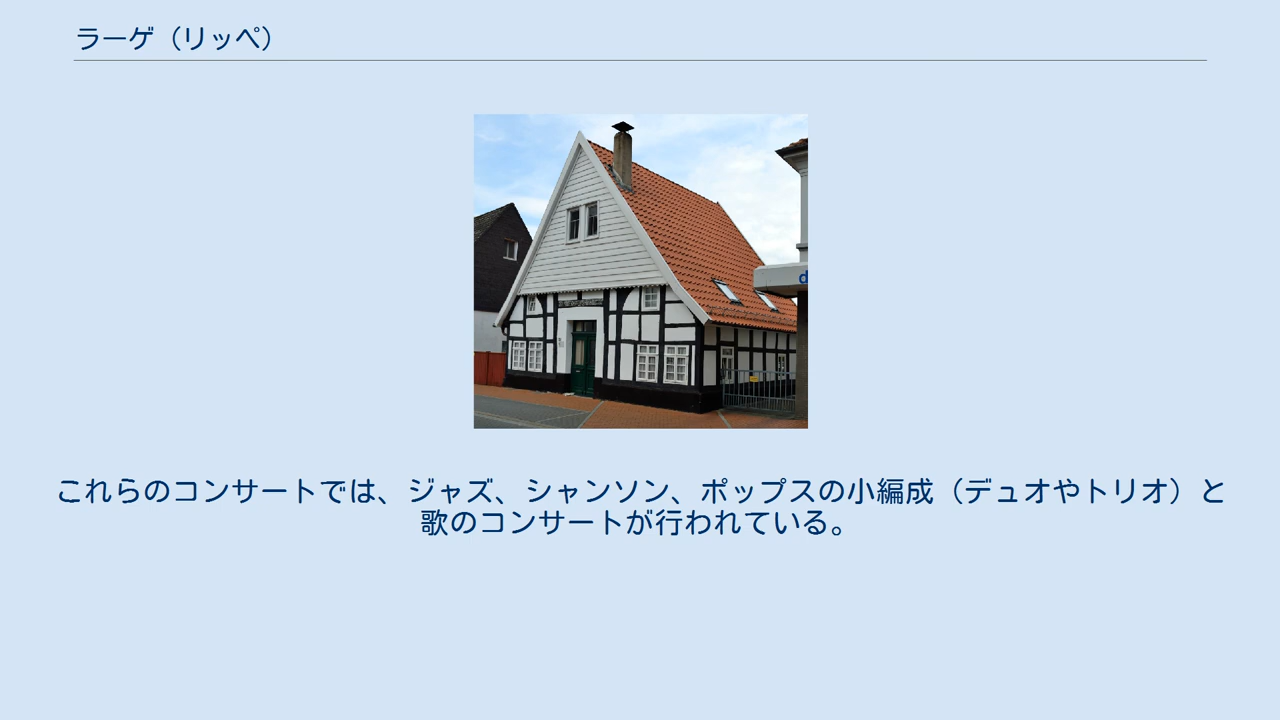 ラーゲ（リッペ）
これらのコンサートでは、ジャズ、シャンソン、ポップスの小編成（デュオやトリオ）と
歌のコンサートが行われている。